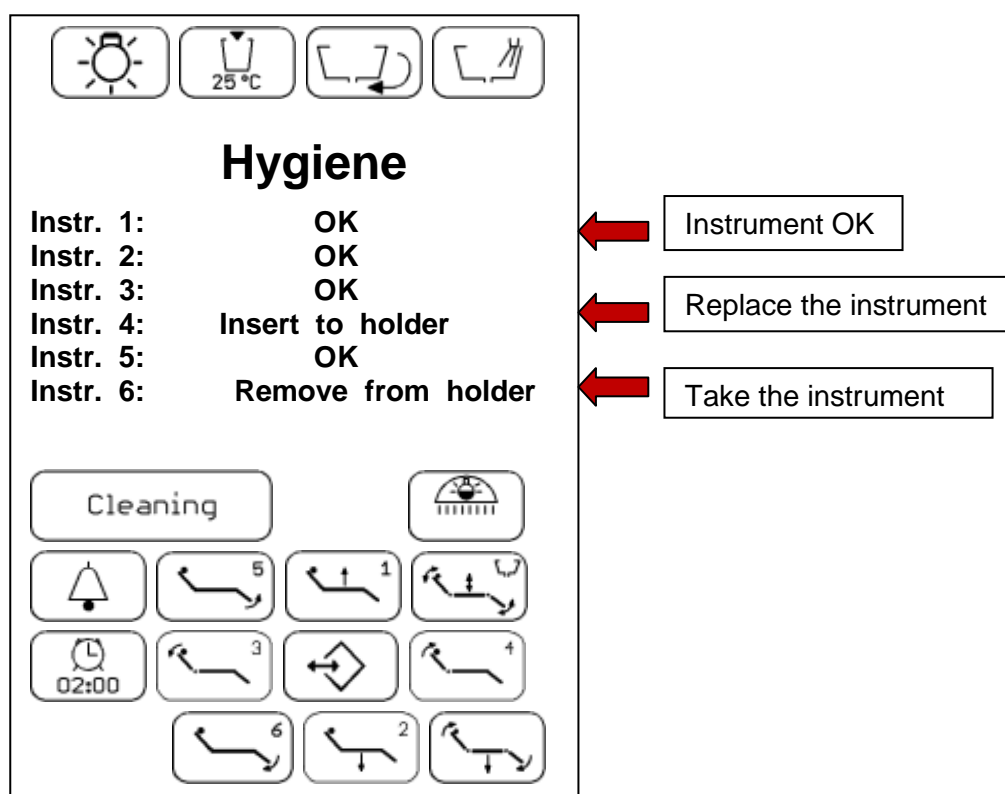 25 °C
Hygiene
Instr. 1: OK
Instr. 2: OK
Instr. 3: OK
Instr. 4: Insert to holder
Instr. 5: OK
Instr. 6: Remove from holder
Instrument OK
Replace the instrument
Take the instrument
Cleaning
5
1
02:00
3
4
6
2